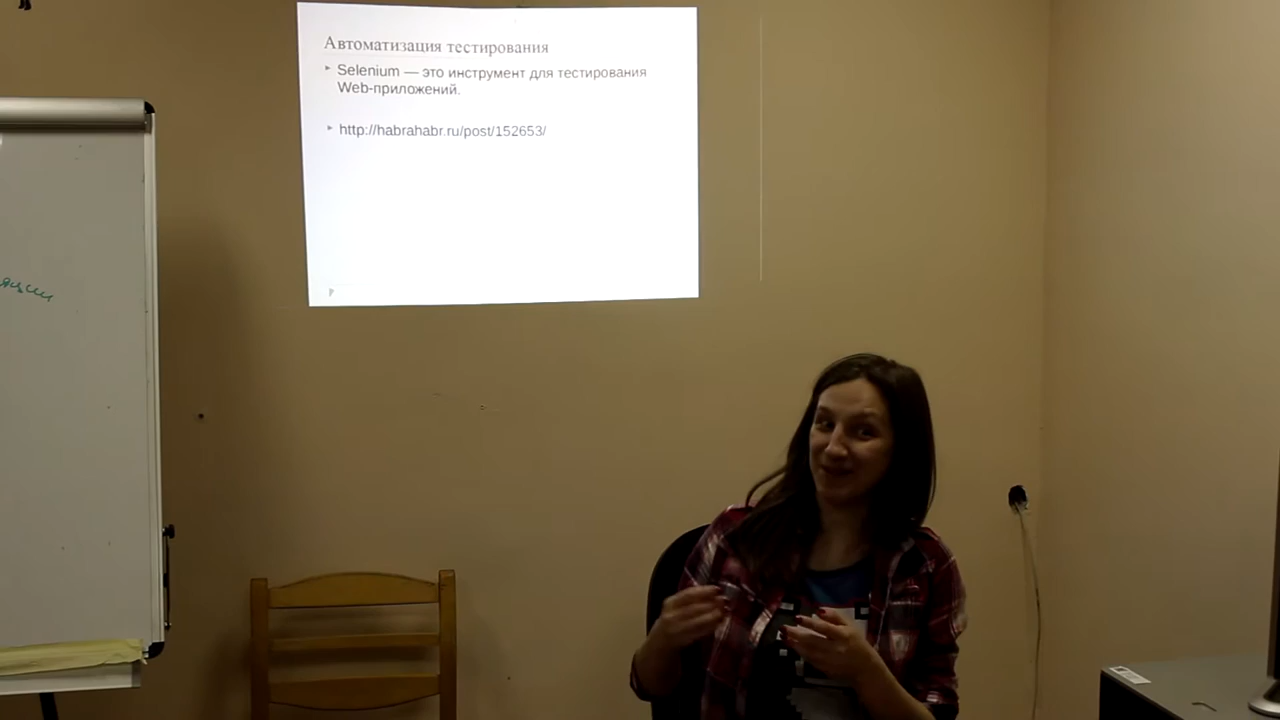 Автоматизация тестирования
Selenium — это инструмент для тестирования
Web-приложений.
http://habrahabr.ru/post/152653/